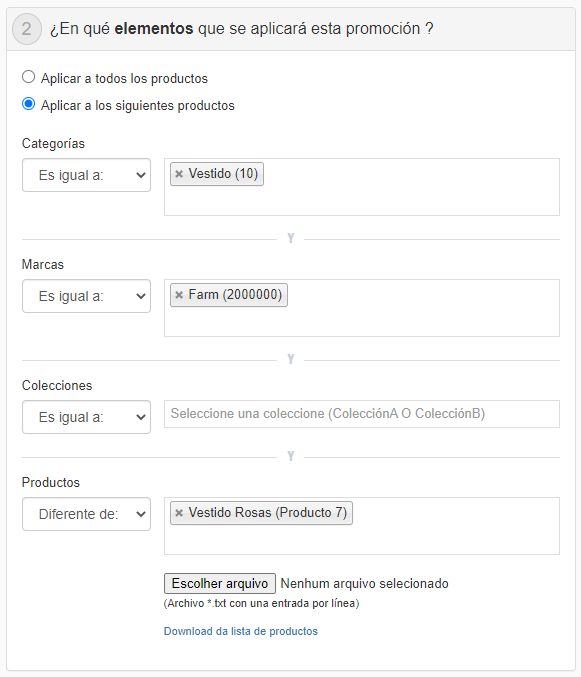 2 ¿En qué elementos que se aplicará esta promoción ?
Aplicar a todos los productos
Aplicar a los siguientes productos
Categorías
Es igual a: × Vestido (10)
Y
Marcas
Es igual a: × Farm (2000000)
Y
Colecciones
Es igual a: Seleccione una coleccione (ColecciónA O ColecciónB)
Y
Productos
Diferente de: × Vestido Rosas (Producto 7)
Escolher arquivo Nenhum arquivo selecionado
(Archivo *.txt con una entrada por línea)
Download da lista de productos